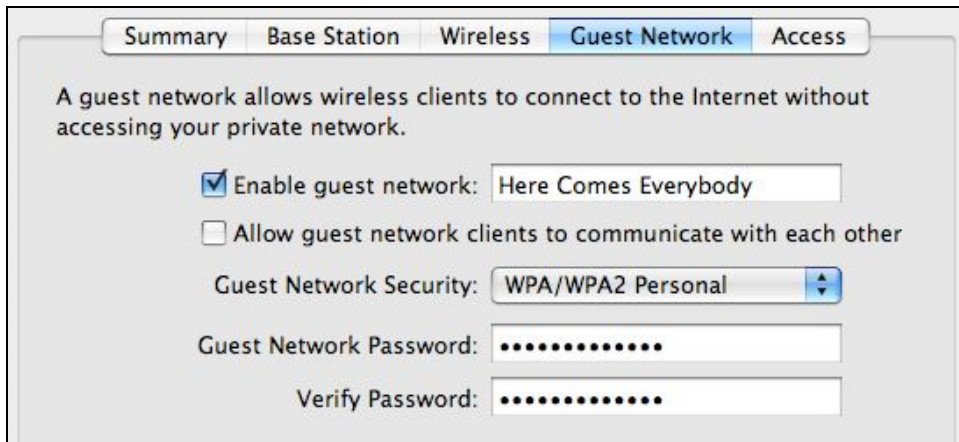 Summary Base Station Wireless Guest Network Access
A guest network allows wireless clients to connect to the Internet without
accessing your private network.
Enable guest network: Here Comes Everybody
Allow guest network clients to communicate with each other
Guest Network Security: WPA/WPA2 Personal
Guest Network Password: •••••••••••••
Verify Password: •••••••••••••